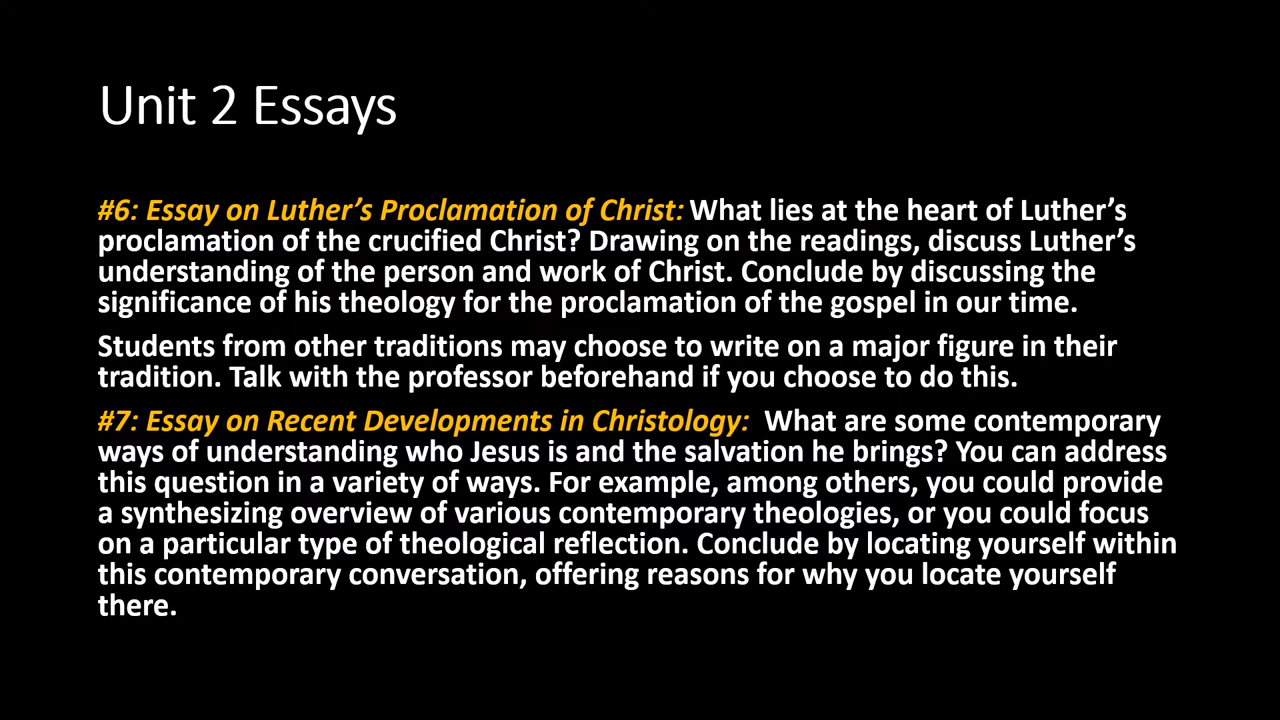 Unit 2 Essays
#6: Essay on Luther’s Proclamation of Christ: What lies at the heart of Luther’s
proclamation of the crucified Christ? Drawing on the readings, discuss Luther’s
understanding of the person and work of Christ. Conclude by discussing the
significance of his theology for the proclamation of the gospel in our time.
Students from other traditions may choose to write on a major figure in their
tradition. Talk with the professor beforehand if you choose to do this.
#7: Essay on Recent Developments in Christology: What are some contemporary
ways of understanding who Jesus is and the salvation he brings? You can address
this question in a variety of ways. For example, among others, you could provide
a synthesizing overview of various contemporary theologies, or you could focus
on a particular type of theological reflection. Conclude by locating yourself within
this contemporary conversation, offering reasons for why you locate yourself
there.